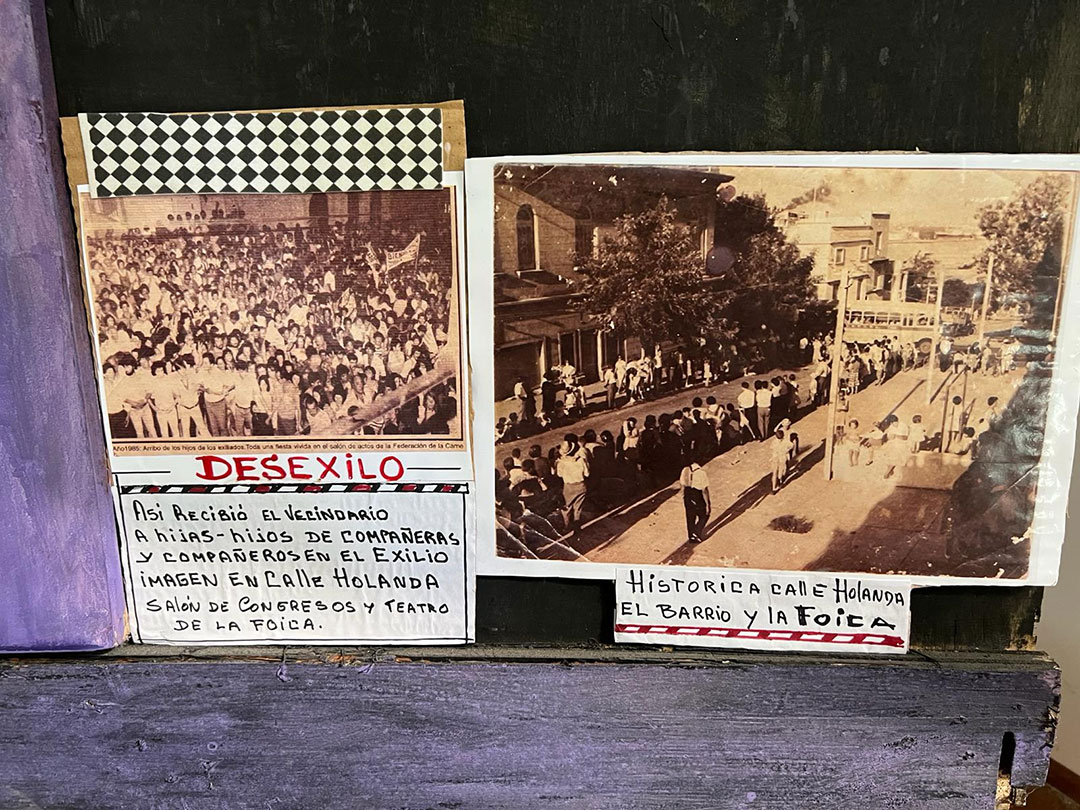 Año1985: Arribo de los hijos de los exiliados.Toda una fiesta vivida en el salón de actos de la Federación de la Carne
DESEXILO
ASí RECIBIÓ EL VECINDARIO
A hijAS-hijOS DE COMPAÑERAS
Y COMPAÑEROS EN EL EXILIO
IMAGEN EN CALLE HOLANDA
SALÓN DE CONGRESOS Y TEATRO
DE LA FOICA.
HISTORICA CALLE HOLANDA
EL BARRIO Y LA FOICA